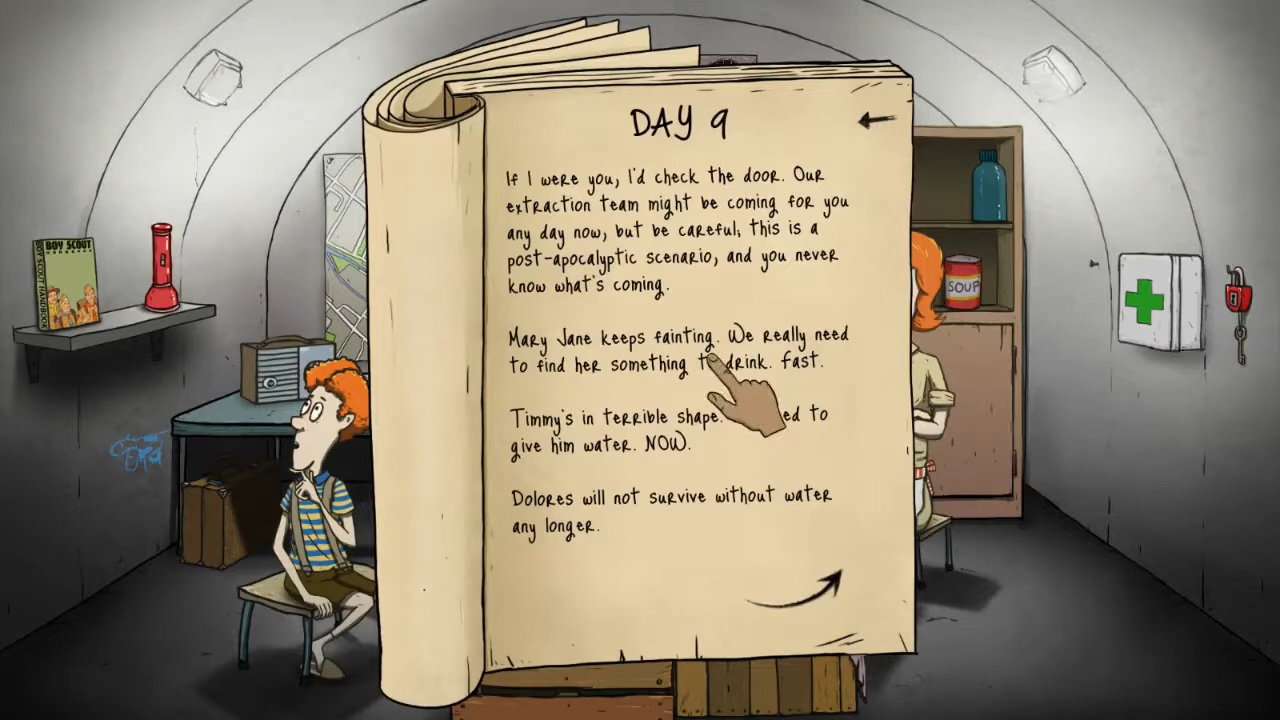 DAY 9
If I were you, I'd check the door. Our
extraction team might be coming for you
any day now, but be careful; this is a
post-apocalyptic scenario, and you never
know what's coming.
Mary Jane keeps fainting. We really need
to find her something t drink. Fast.
Timmy's in terrible shape. ed to
give him water. NOW.
Dolores will not survive without water
any longer.
BOY SCOUT
BOY SCOUT HANDBOOK
SOUP